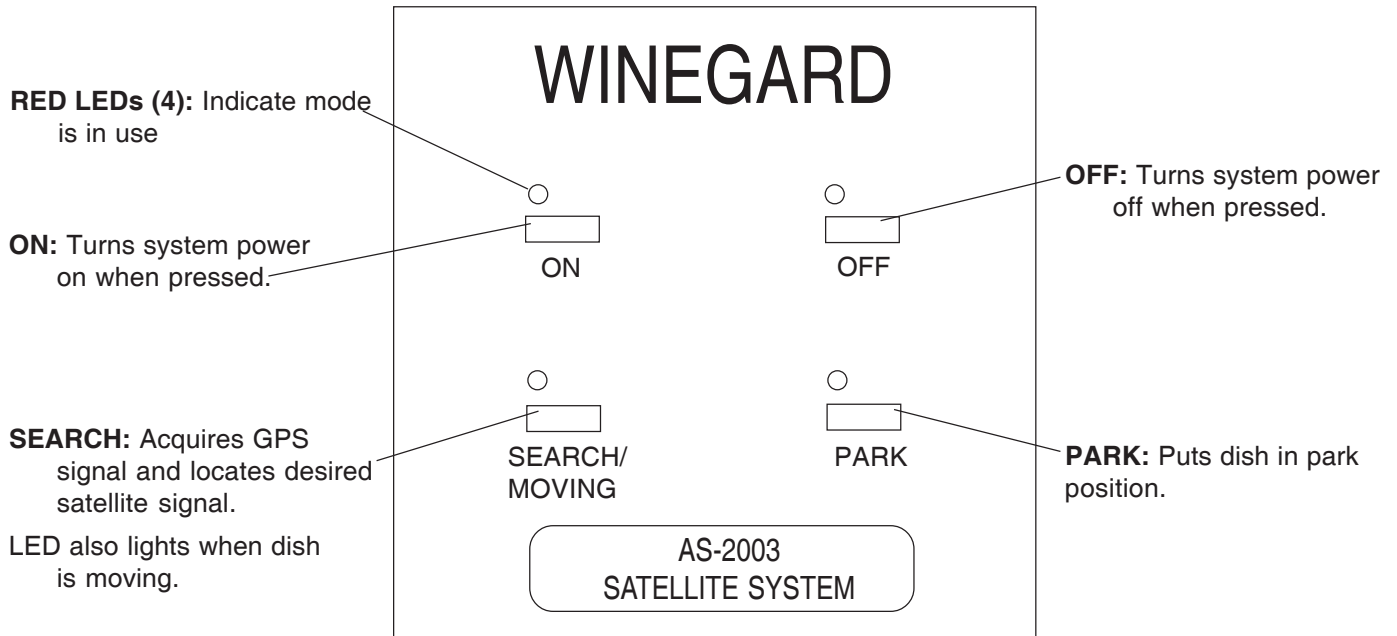 WINEGARD
RED LEDs (4): Indicate mode
is in use
ON: Turns system power
on when pressed.
OFF: Turns system power
off when pressed.
ON
OFF
SEARCH: Acquires GPS
signal and locates desired
satellite signal.
LED also lights when dish
is moving.
SEARCH/
MOVING
PARK
PARK: Puts dish in park
position.
AS-2003
SATELLITE SYSTEM